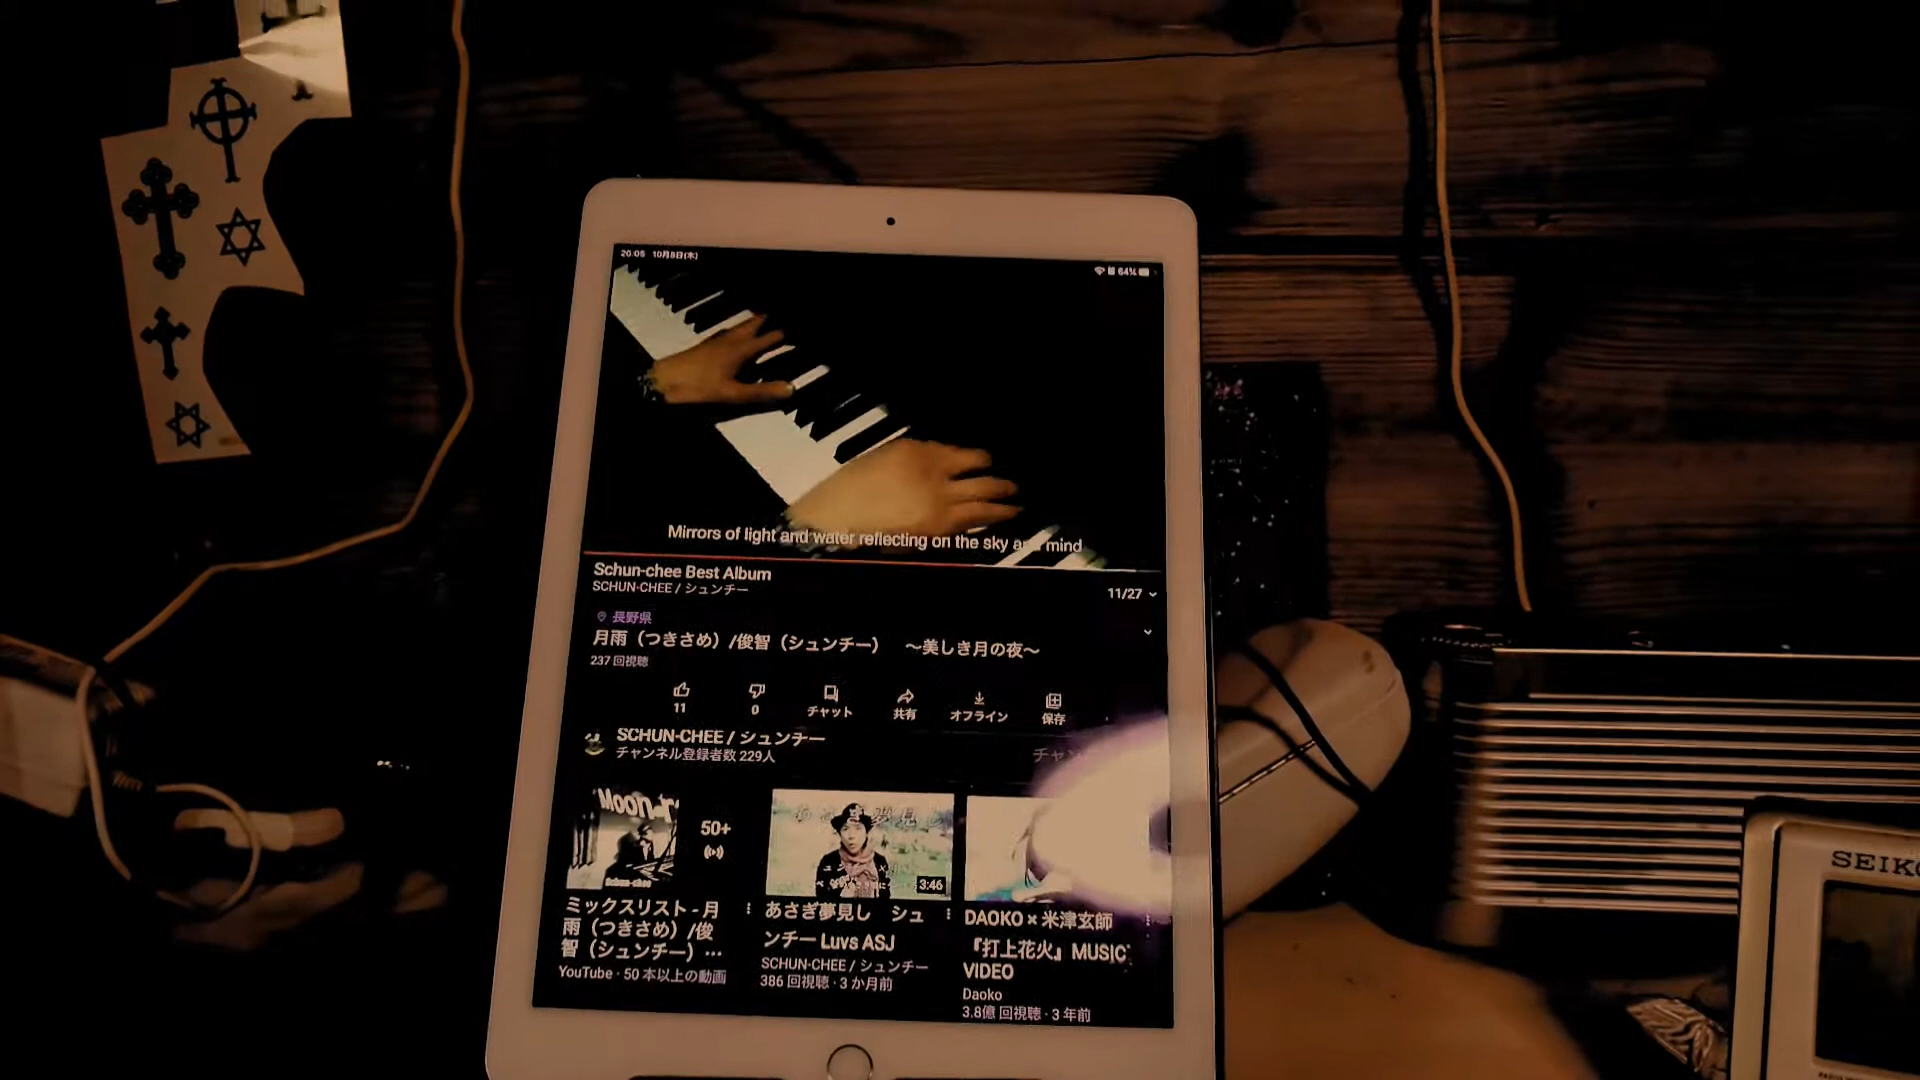 20:05 10月8日(木)
64%
Mirrors of light and water reflecting on the sky and mind
Schun-chee Best Album
SCHUN-CHEE / シュンチー
11/27
長野県
月雨（つきさめ）/俊智（シュンチー） 〜美しき月の夜〜
237 回視聴
11
0
チャット
共有
オフライン
保存
SCHUN-CHEE / シュンチー
チャンネル登録者数 229人
チャン
50+
3:46
ミックスリスト - 月
雨（つきさめ）/俊
智（シュンチー）…
YouTube · 50 本以上の動画
あさぎ夢見し シュ
ンチー Luvs ASJ
SCHUN-CHEE / シュンチー
386 回視聴 · 3 か月前
DAOKO × 米津玄師
『打上花火』MUSIC
VIDEO
Daoko
3.8億 回視聴 · 3 年前
SEIKO